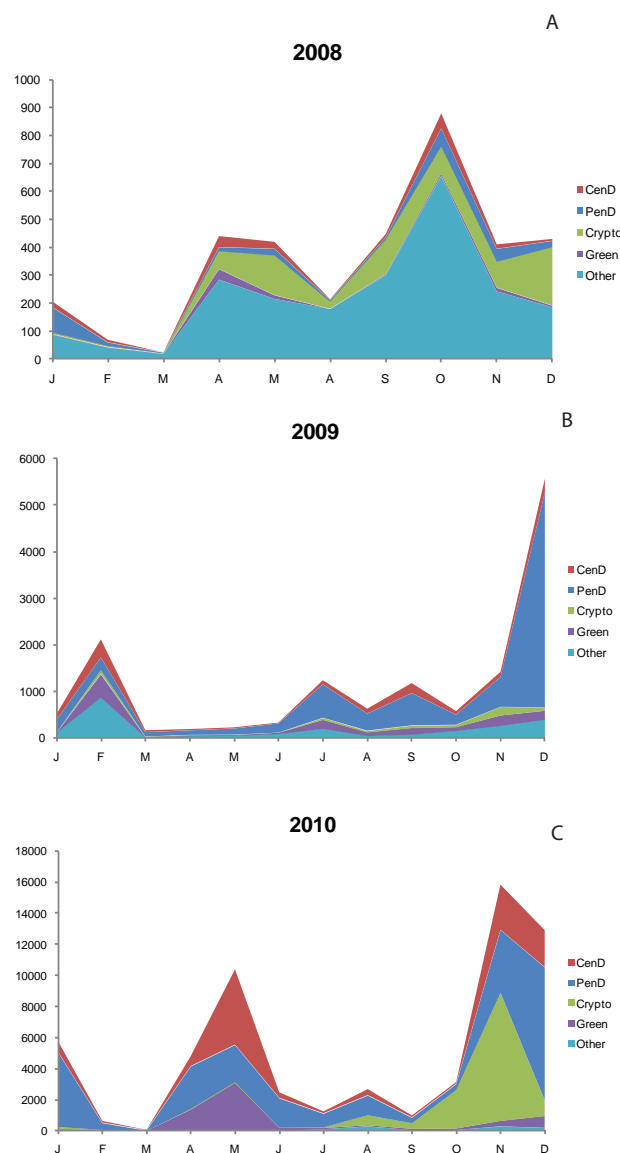 A
2008
1000
900
800
700
600
500
400
300
200
100
0
J F M A M A S O N D
CenD
PenD
Crypto
Green
Other
B
2009
6000
5000
4000
3000
2000
1000
0
J F M A M J J A S O N D
CenD
PenD
Crypto
Green
Other
C
2010
18000
16000
14000
12000
10000
8000
6000
4000
2000
0
J F M A M J J A S O N D
CenD
PenD
Crypto
Green
Other